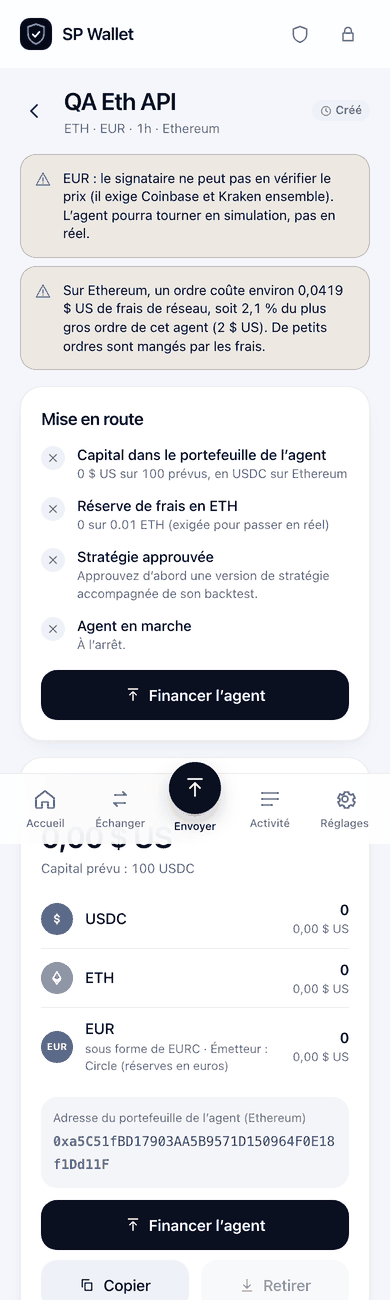 SP Wallet
QA Eth API
Créé
ETH · EUR · 1h · Ethereum
EUR : le signataire ne peut pas en vérifier le
prix (il exige Coinbase et Kraken ensemble).
L’agent pourra tourner en simulation, pas en
réel.
Sur Ethereum, un ordre coûte environ 0,0419
$ US de frais de réseau, soit 2,1 % du plus
gros ordre de cet agent (2 $ US). De petits
ordres sont mangés par les frais.
Mise en route
Capital dans le portefeuille de l’agent
0 $ US sur 100 prévus, en USDC sur Ethereum
Réserve de frais en ETH
0 sur 0.01 ETH (exigée pour passer en réel)
Stratégie approuvée
Approuvez d’abord une version de stratégie
accompagnée de son backtest.
Agent en marche
À l’arrêt.
Financer l’agent
Accueil
Échanger
Envoyer
Activité
Réglages
0,00 $ US
Capital prévu : 100 USDC
$
USDC
0
0,00 $ US
ETH
0
0,00 $ US
EUR
EUR
sous forme de EURC · Émetteur :
Circle (réserves en euros)
0
0,00 $ US
Adresse du portefeuille de l’agent (Ethereum)
0xa5C51fBD17903AA5B9571D150964F0E18
f1Dd11F
Financer l’agent
Copier
Retirer